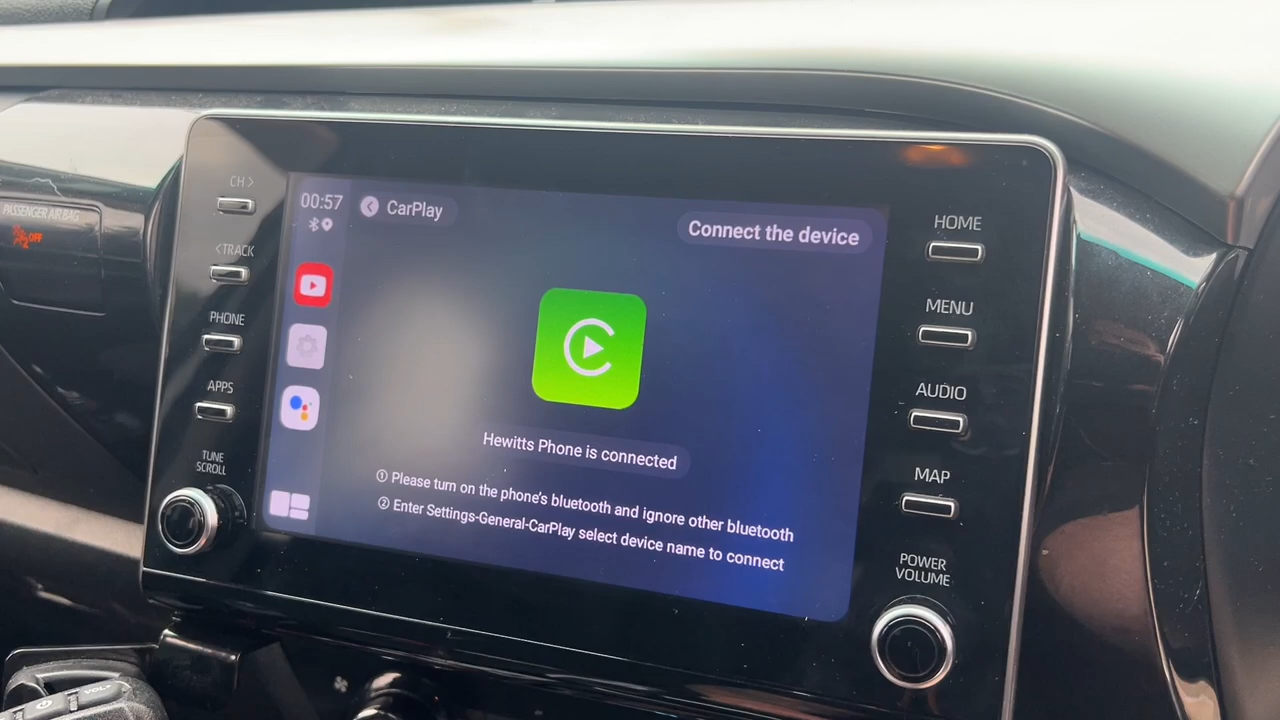 CH >
< TRACK
PHONE
APPS
TUNE
SCROLL
PASSENGER AIR BAG
OFF
00:57
CarPlay
Connect the device
Hewitts Phone is connected
① Please turn on the phone's bluetooth and ignore other bluetooth
② Enter Settings-General-CarPlay select device name to connect
HOME
MENU
AUDIO
MAP
POWER
VOLUME
VOL+